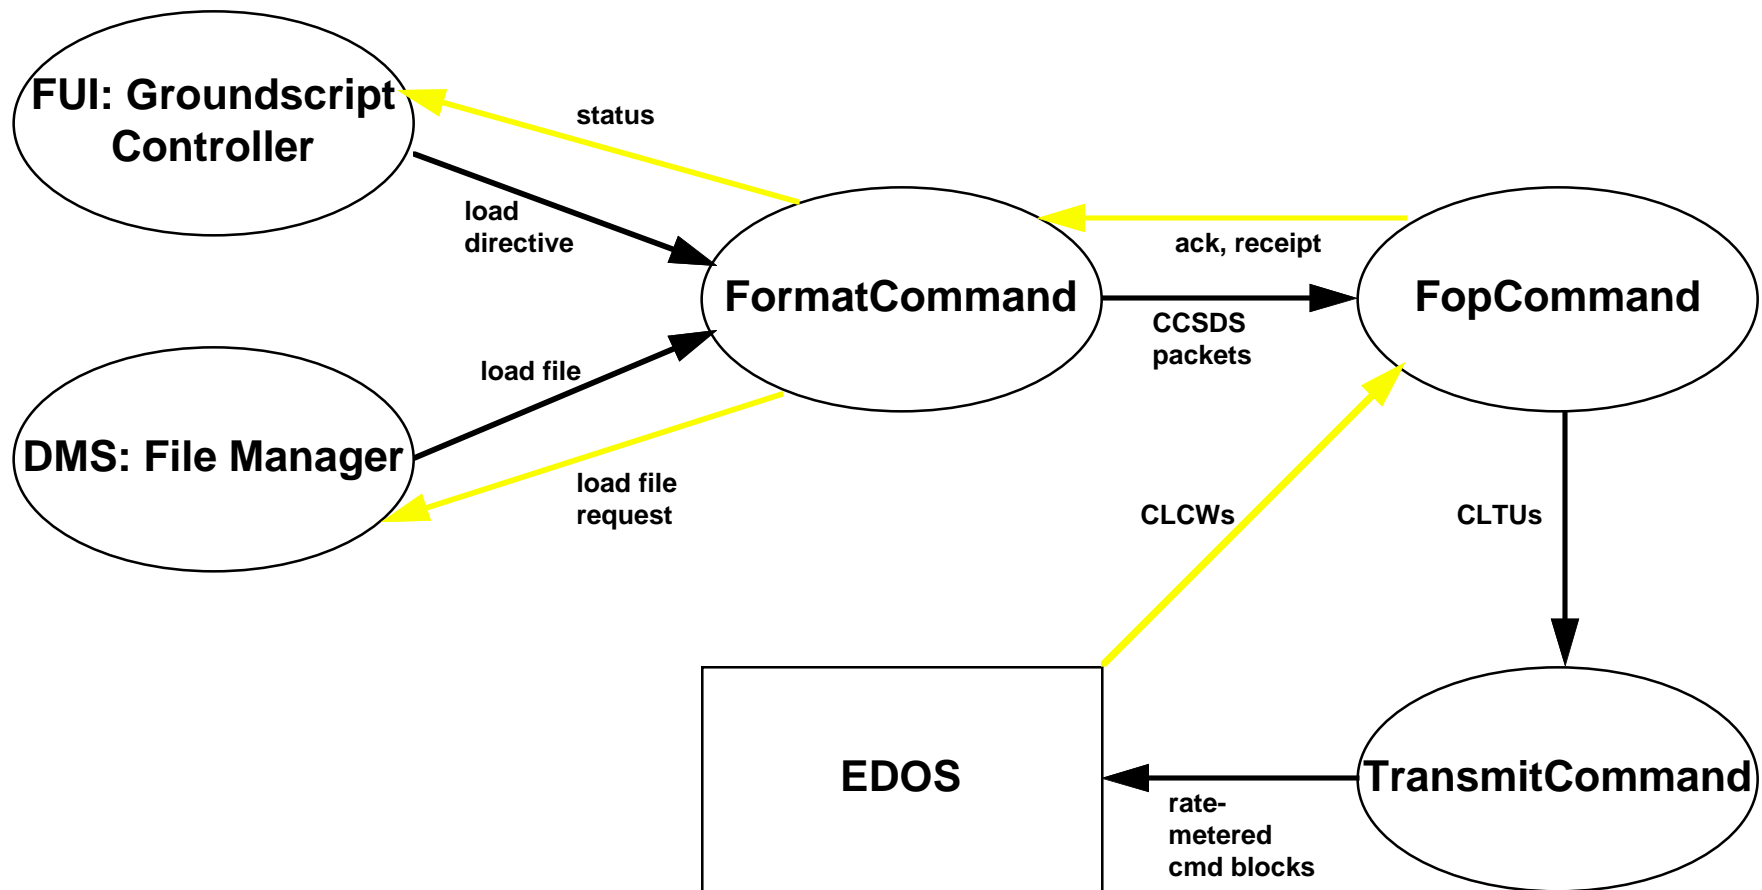 FUI: Groundscript
Controller
status
load
directive
ack, receipt
FormatCommand
FopCommand
CCSDS
packets
load file
DMS: File Manager
load file
request
CLCWs
CLTUs
EDOS
TransmitCommand
rate-
metered
cmd blocks